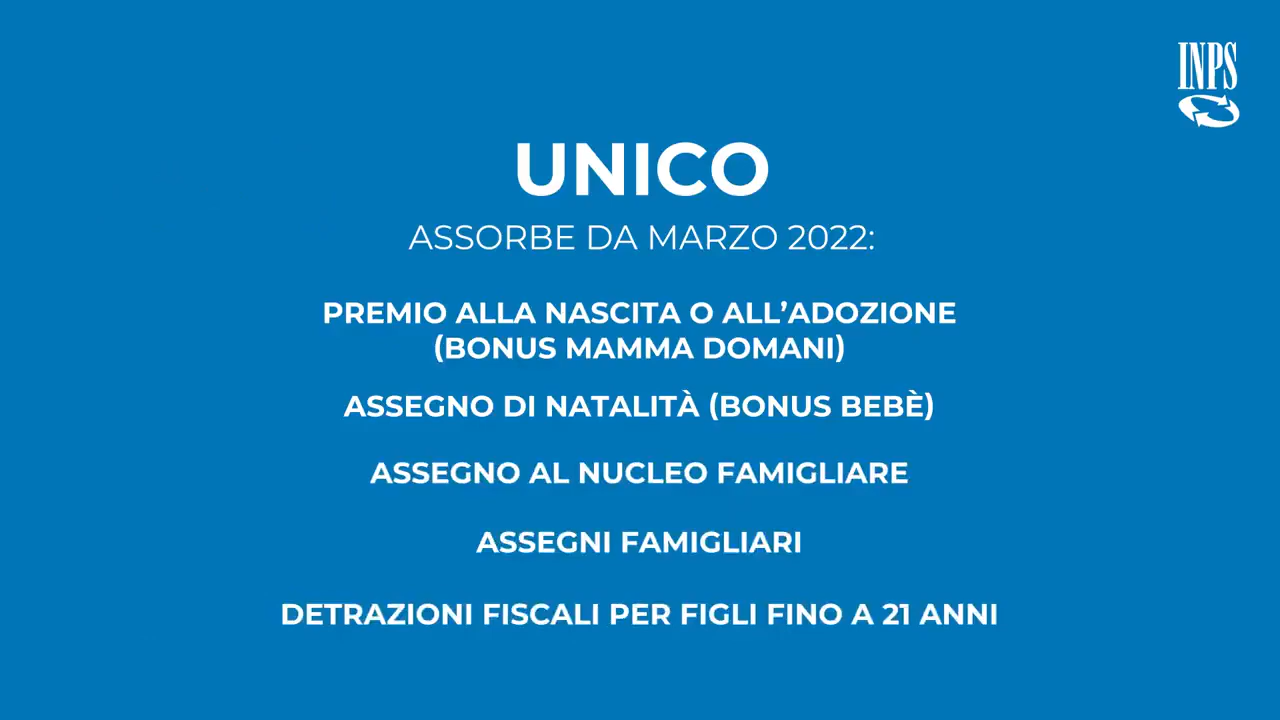 INPS
UNICO
ASSORBE DA MARZO 2022:
PREMIO ALLA NASCITA O ALL’ADOZIONE
(BONUS MAMMA DOMANI)
ASSEGNO DI NATALITÀ (BONUS BEBÈ)
ASSEGNO AL NUCLEO FAMIGLIARE
ASSEGNI FAMIGLIARI
DETRAZIONI FISCALI PER FIGLI FINO A 21 ANNI